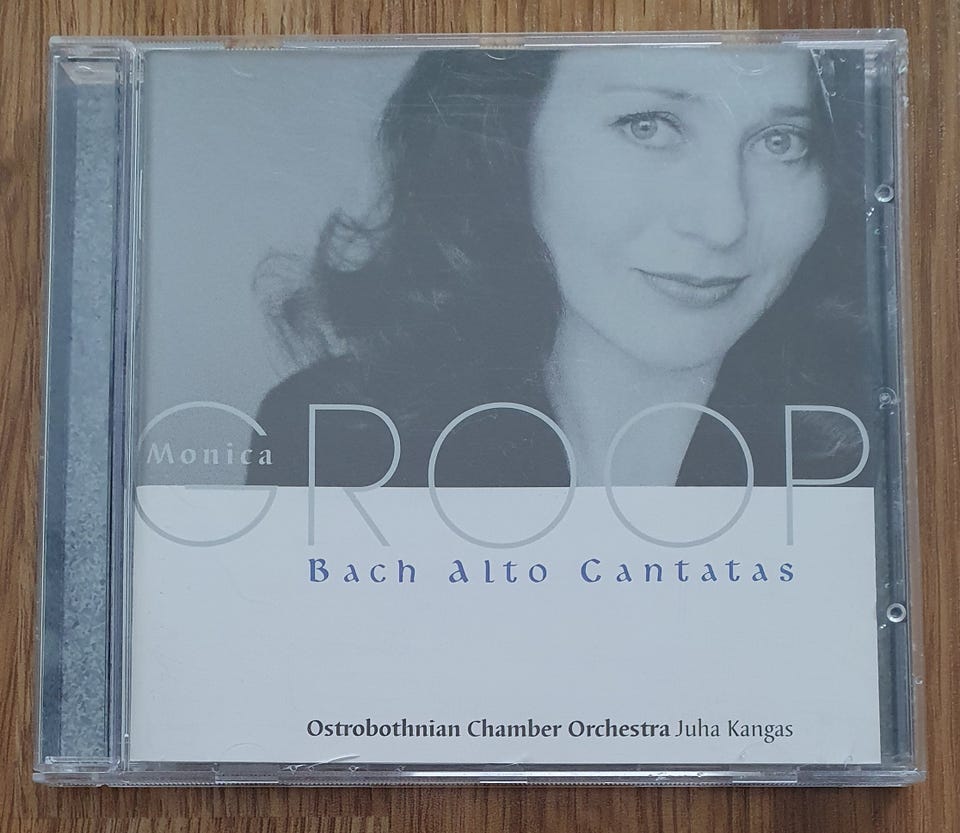 Monica
GROOP
Bach Alto Cantatas
Ostrobothnian Chamber Orchestra Juha Kangas